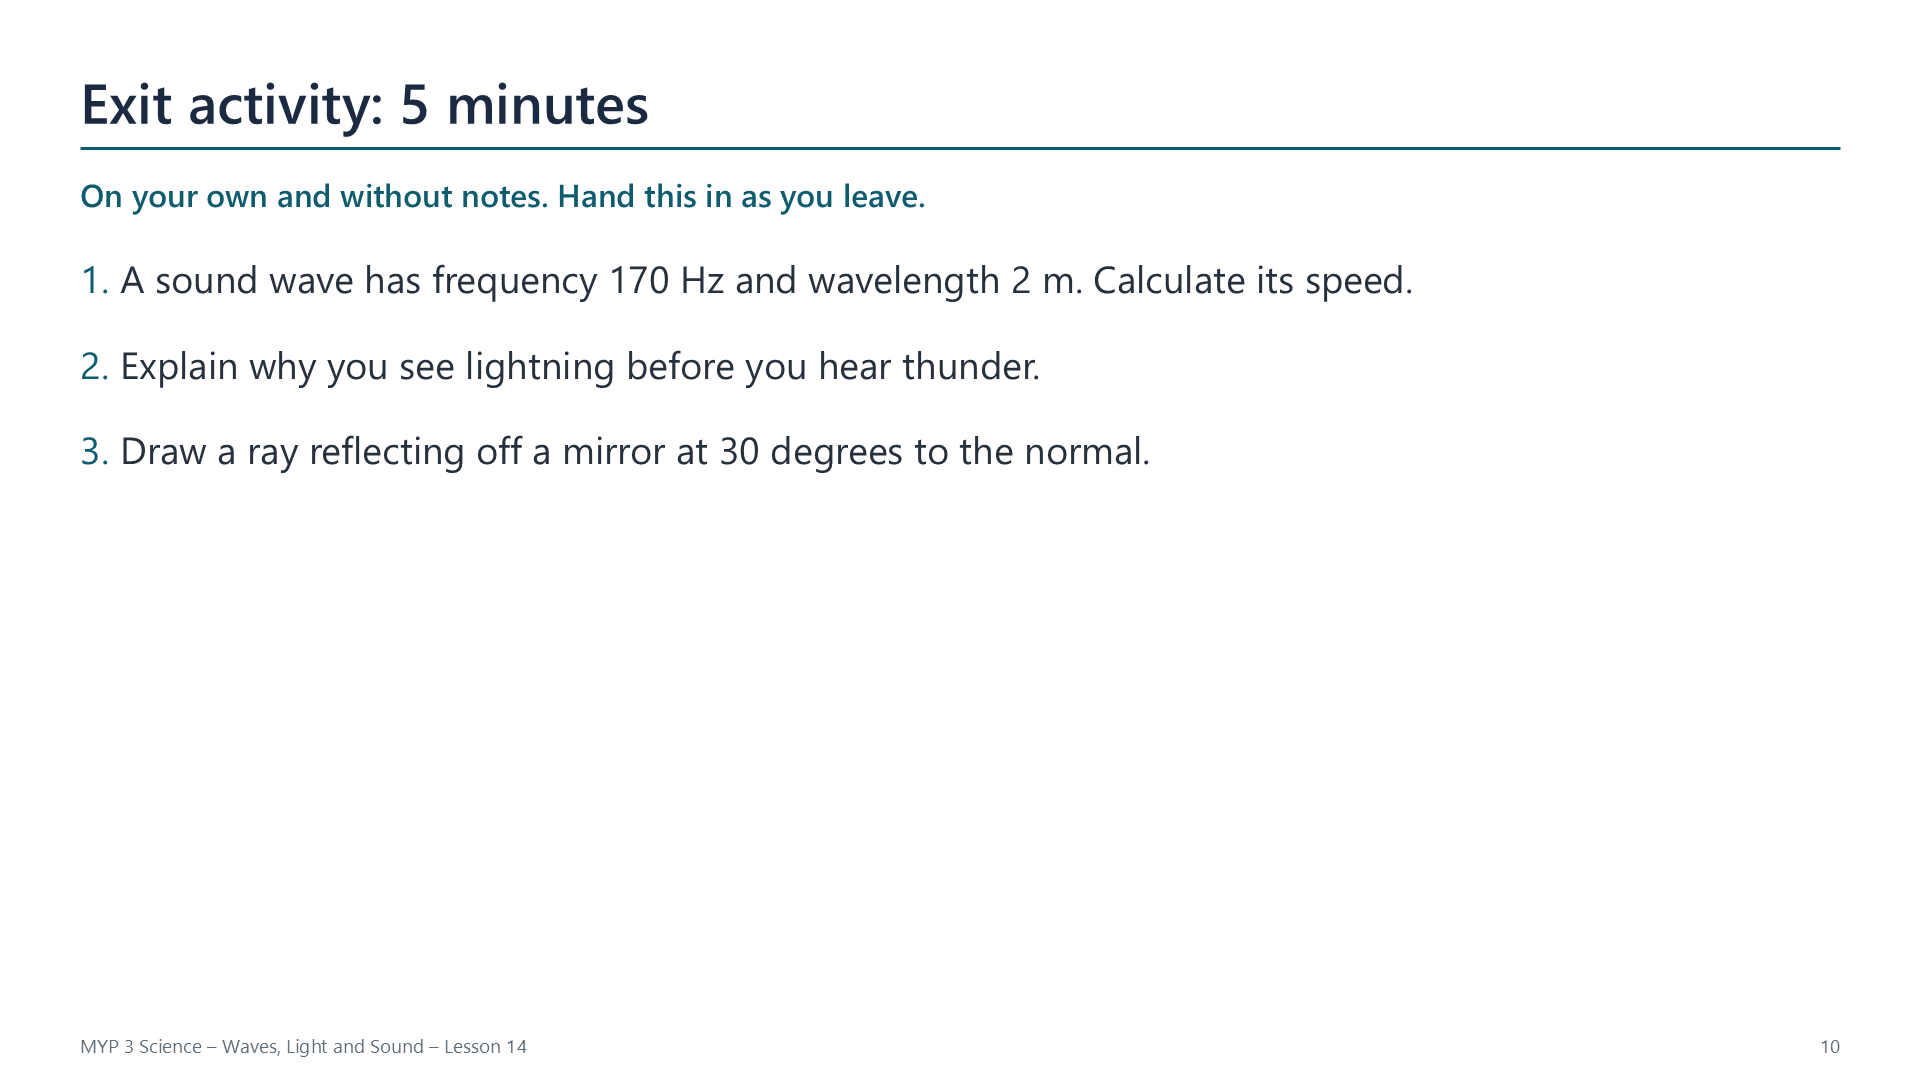 Exit activity: 5 minutes
On your own and without notes. Hand this in as you leave.
1. A sound wave has frequency 170 Hz and wavelength 2 m. Calculate its speed.
2. Explain why you see lightning before you hear thunder.
3. Draw a ray reflecting off a mirror at 30 degrees to the normal.
MYP 3 Science – Waves, Light and Sound – Lesson 14
10